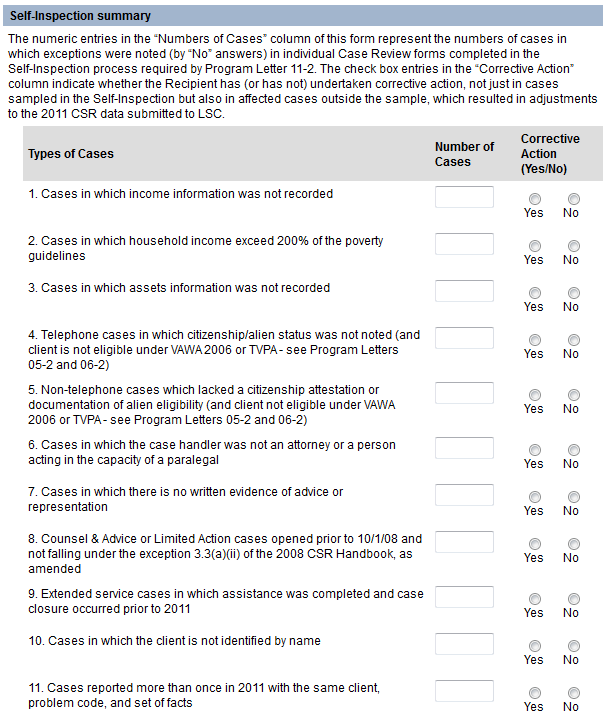 Self-Inspection summary
The numeric entries in the “Numbers of Cases” column of this form represent the numbers of cases in
which exceptions were noted (by “No” answers) in individual Case Review forms completed in the
Self-Inspection process required by Program Letter 11-2. The check box entries in the “Corrective Action”
column indicate whether the Recipient has (or has not) undertaken corrective action, not just in cases
sampled in the Self-Inspection but also in affected cases outside the sample, which resulted in adjustments
to the 2011 CSR data submitted to LSC.
Types of Cases
Number of
Cases
Corrective
Action
(Yes/No)
1. Cases in which income information was not recorded
Yes No
2. Cases in which household income exceed 200% of the poverty
guidelines
Yes No
3. Cases in which assets information was not recorded
Yes No
4. Telephone cases in which citizenship/alien status was not noted (and
client is not eligible under VAWA 2006 or TVPA - see Program Letters
05-2 and 06-2)
Yes No
5. Non-telephone cases which lacked a citizenship attestation or
documentation of alien eligibility (and client not eligible under VAWA
2006 or TVPA - see Program Letters 05-2 and 06-2)
Yes No
6. Cases in which the case handler was not an attorney or a person
acting in the capacity of a paralegal
Yes No
7. Cases in which there is no written evidence of advice or
representation
Yes No
8. Counsel & Advice or Limited Action cases opened prior to 10/1/08 and
not falling under the exception 3.3(a)(ii) of the 2008 CSR Handbook, as
amended
Yes No
9. Extended service cases in which assistance was completed and case
closure occurred prior to 2011
Yes No
10. Cases in which the client is not identified by name
Yes No
11. Cases reported more than once in 2011 with the same client,
problem code, and set of facts
Yes No